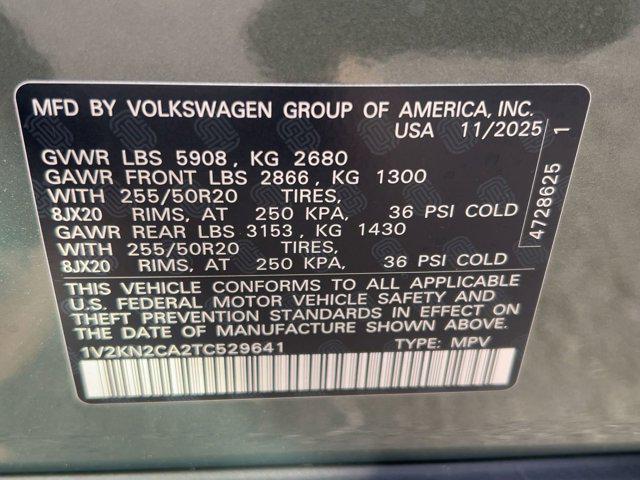 MFD BY VOLKSWAGEN GROUP OF AMERICA, INC.
USA 11/2025
GVWR LBS 5908, KG 2680
GAWR FRONT LBS 2866, KG 1300
WITH 255/50R20 TIRES,
8JX20 RIMS, AT 250 KPA, 36 PSI COLD
GAWR REAR LBS 3153, KG 1430
WITH 255/50R20 TIRES,
8JX20 RIMS, AT 250 KPA, 36 PSI COLD
THIS VEHICLE CONFORMS TO ALL APPLICABLE
U.S. FEDERAL MOTOR VEHICLE SAFETY AND
THEFT PREVENTION STANDARDS IN EFFECT ON
THE DATE OF MANUFACTURE SHOWN ABOVE.
1V2KN2CA2TC529641 TYPE: MPV
4728625 1